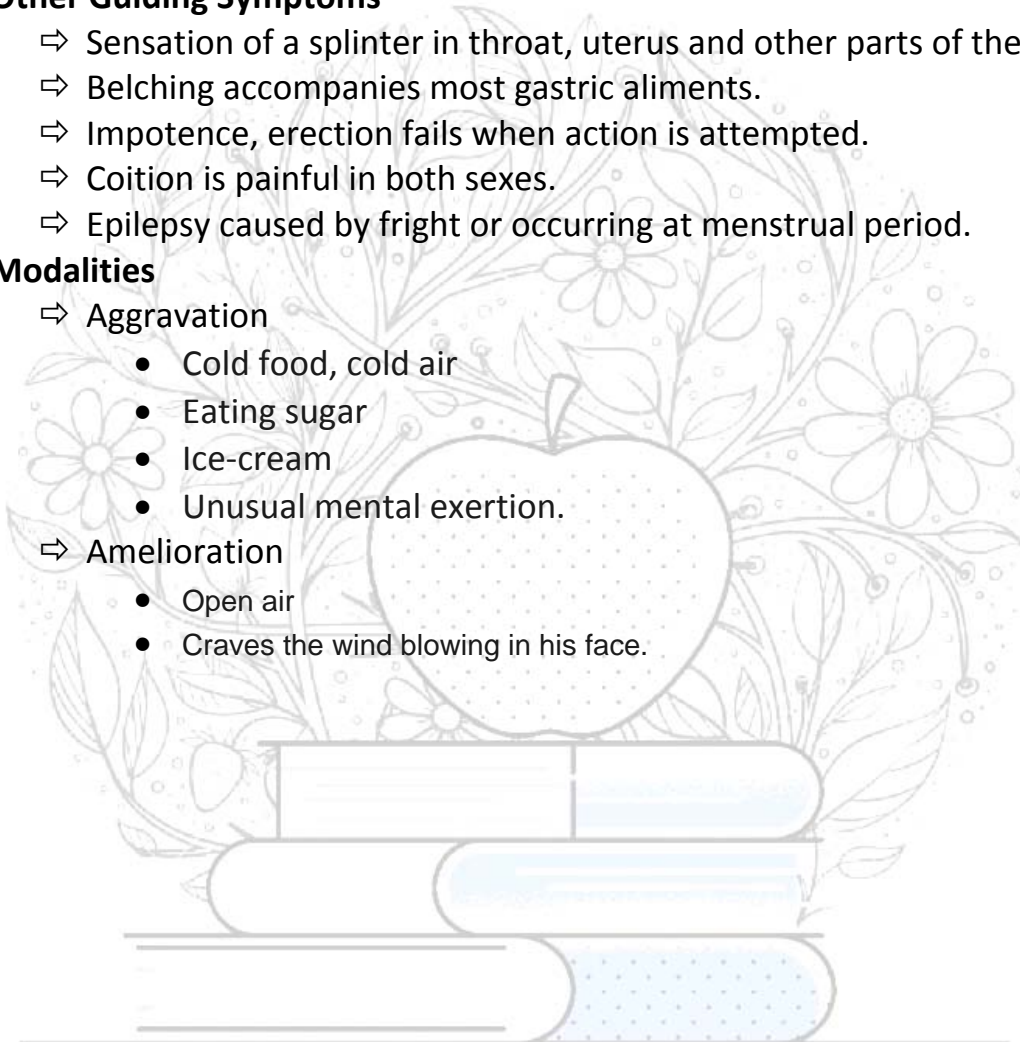 Other Guiding Symptoms
⇨ Sensation of a splinter in throat, uterus and other parts of the
⇨ Belching accompanies most gastric aliments.
⇨ Impotence, erection fails when action is attempted.
⇨ Coition is painful in both sexes.
⇨ Epilepsy caused by fright or occurring at menstrual period.
Modalities
⇨ Aggravation
• Cold food, cold air
• Eating sugar
• Ice-cream
• Unusual mental exertion.
⇨ Amelioration
• Open air
• Craves the wind blowing in his face.